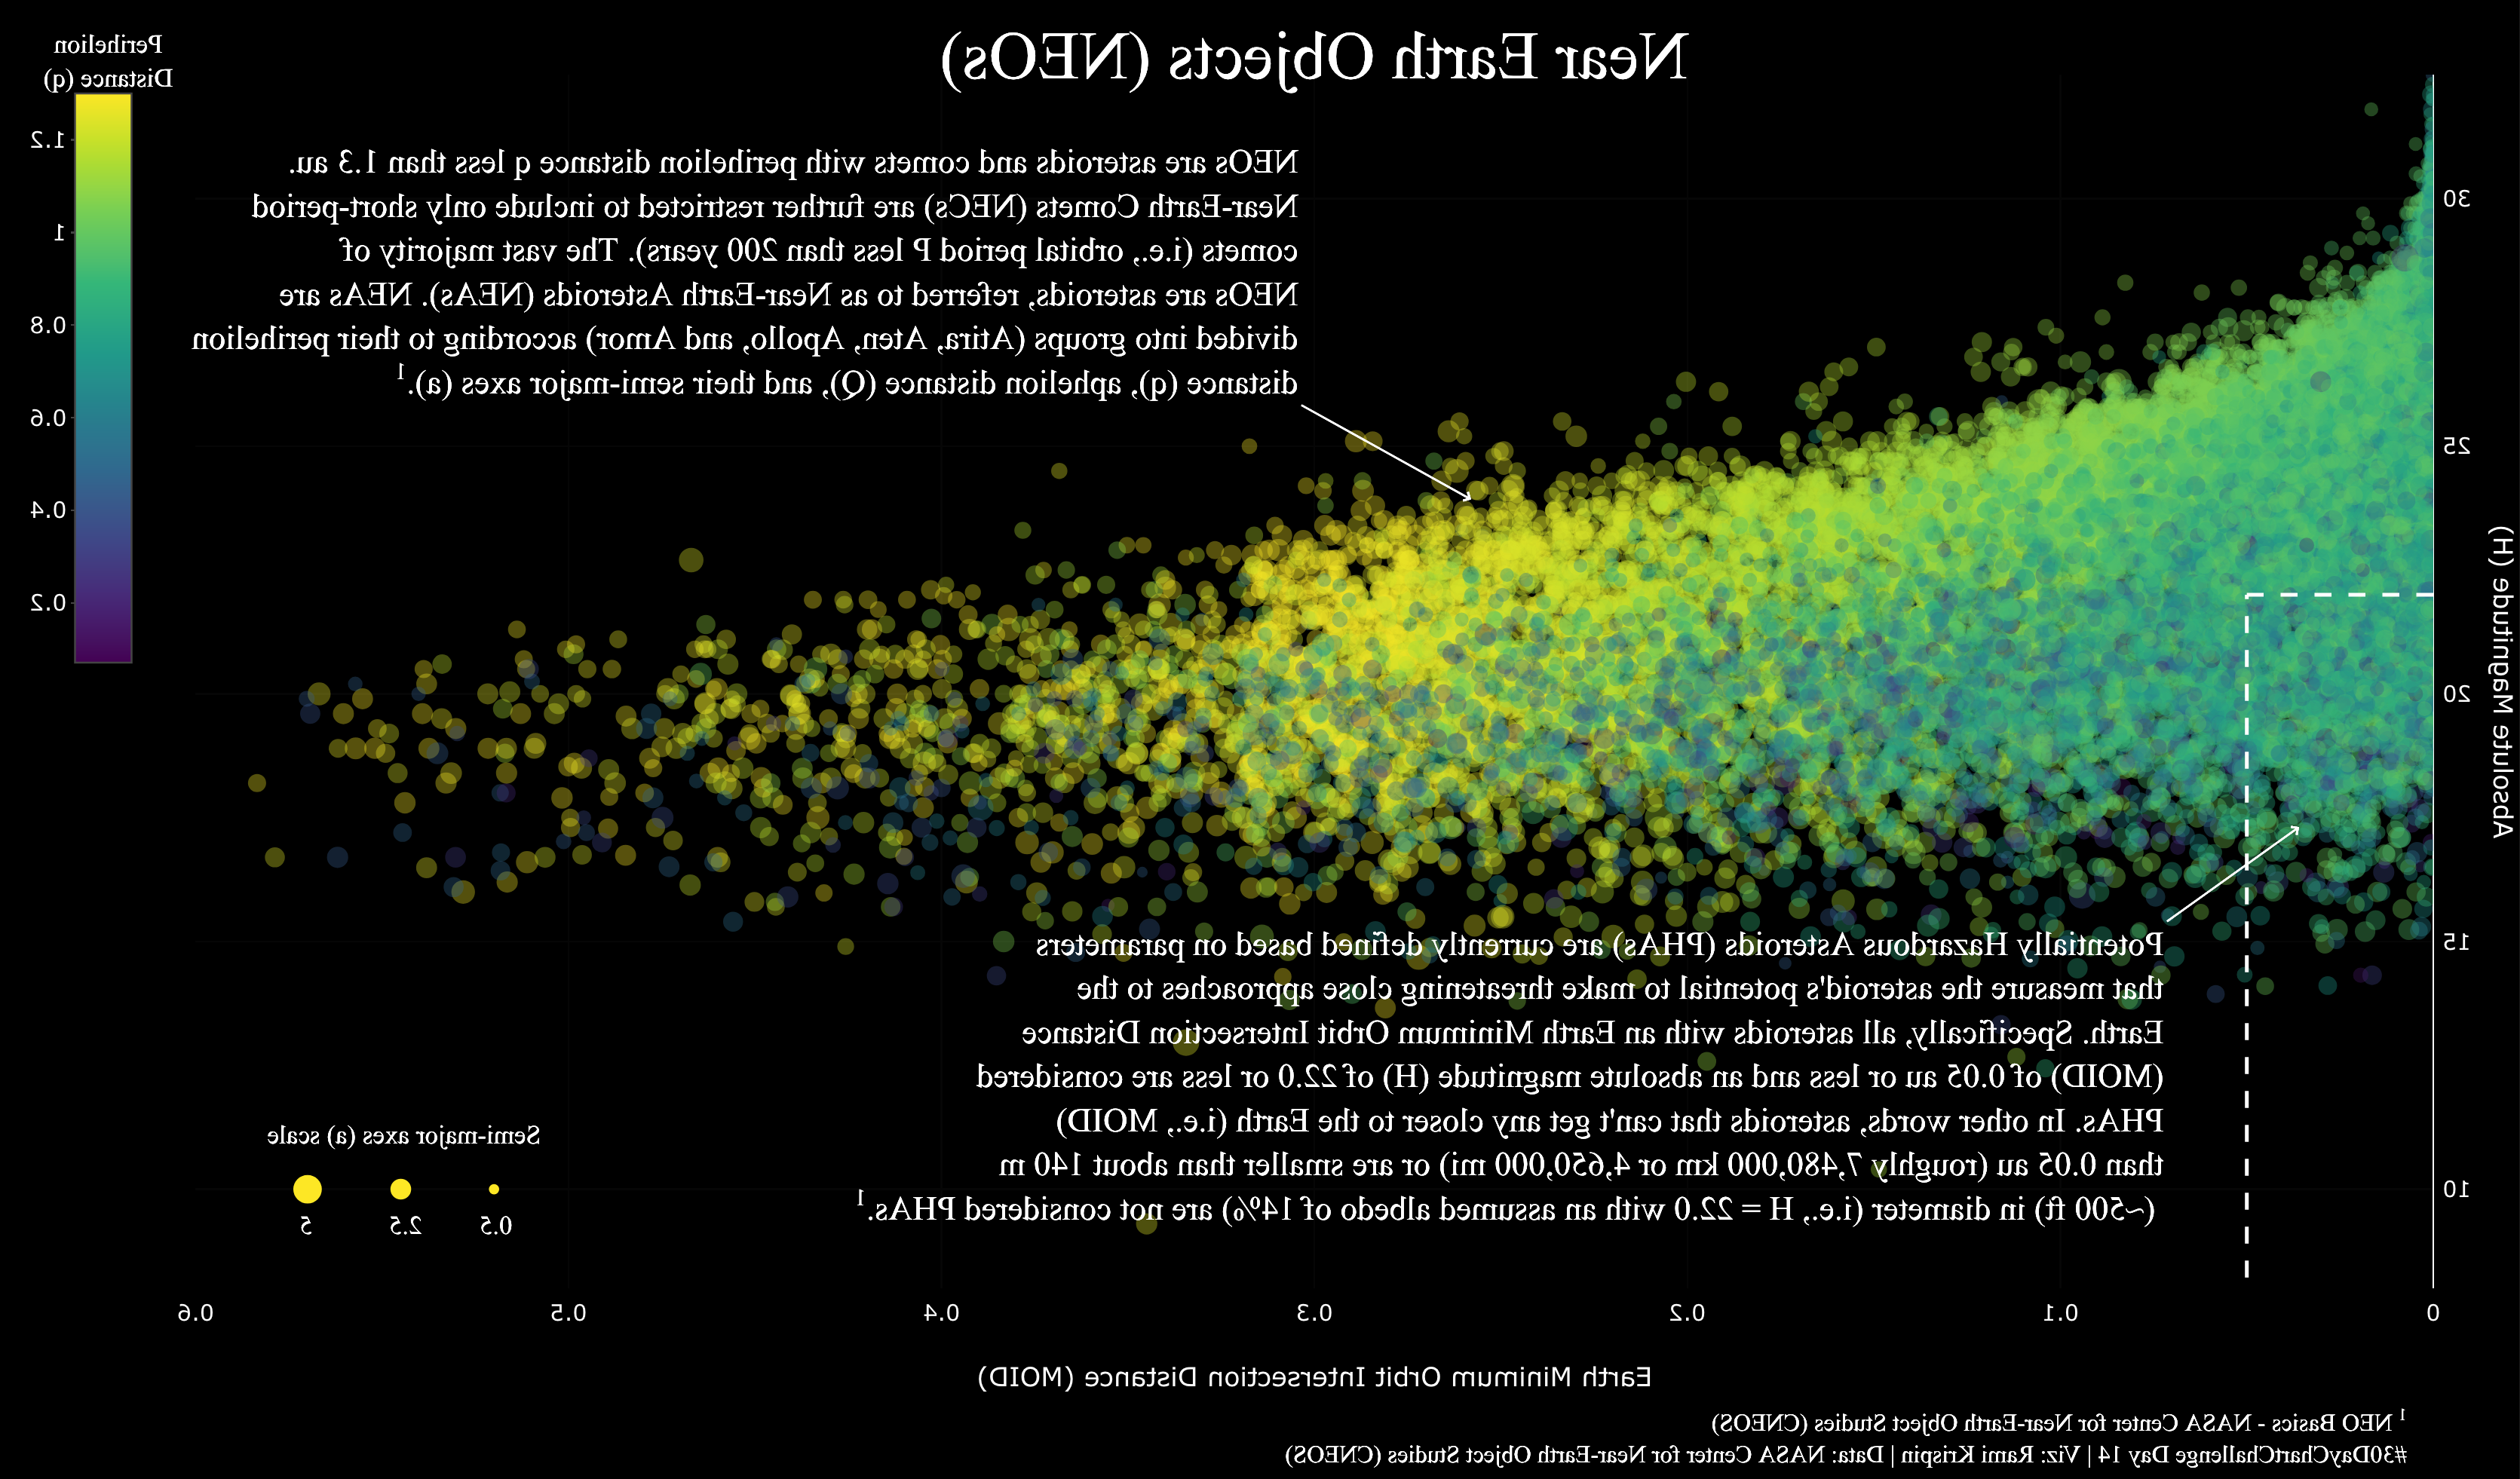 Near Earth Objects (NEOs)
Perihelion
Distance (q)
1.2
1
0.8
0.6
0.4
0.2
NEOs are asteroids and comets with perihelion distance q less than 1.3 au.
Near-Earth Comets (NECs) are further restricted to include only short-period
comets (i.e., orbital period P less than 200 years). The vast majority of
NEOs are asteroids, referred to as Near-Earth Asteroids (NEAs). NEAs are
divided into groups (Atira, Aten, Apollo, and Amor) according to their perihelion
distance (q), aphelion distance (Q), and their semi-major axes (a).1
30
25
20
15
10
Absolute Magnitude (H)
Potentially Hazardous Asteroids (PHAs) are currently defined based on parameters
that measure the asteroid's potential to make threatening close approaches to the
Earth. Specifically, all asteroids with an Earth Minimum Orbit Intersection Distance
(MOID) of 0.05 au or less and an absolute magnitude (H) of 22.0 or less are considered
PHAs. In other words, asteroids that can't get any closer to the Earth (i.e., MOID)
than 0.05 au (roughly 7,480,000 km or 4,650,000 mi) or are smaller than about 140 m
(~500 ft) in diameter (i.e., H = 22.0 with an assumed albedo of 14%) are not considered PHAs.1
Semi-major axes (a) scale
0.5 2.5 5
0 0.1 0.2 0.3 0.4 0.5 0.6
Earth Minimum Orbit Intersection Distance (MOID)
1 NEO Basics - NASA Center for Near-Earth Object Studies (CNEOS)
#30DayChartChallenge Day 14 | Viz: Rami Krispin | Data: NASA Center for Near-Earth Object Studies (CNEOS)